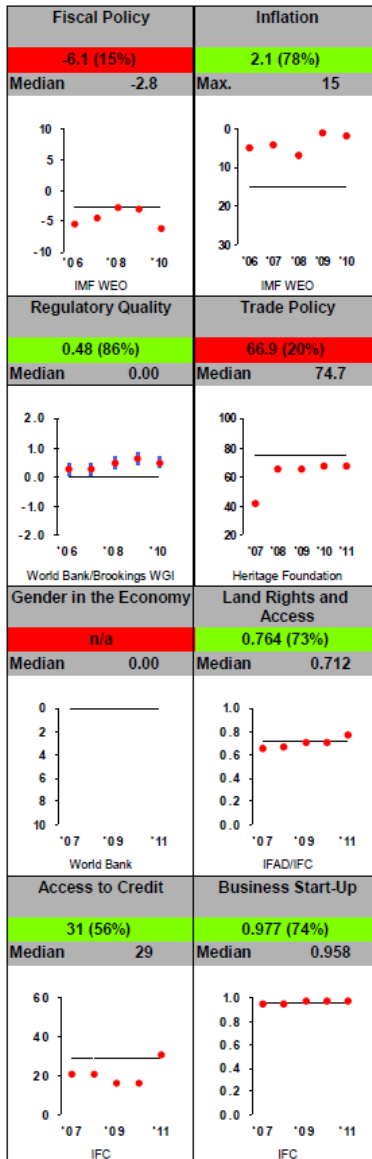 Fiscal Policy
-6.1 (15%)
Median -2.8
10
5
0
-5
-10
'06 '08 '10
IMF WEO
Inflation
2.1 (78%)
Max. 15
0
10
20
30
'06 '07 '08 '09 '10
IMF WEO
Regulatory Quality
0.48 (86%)
Median 0.00
2.0
1.0
0.0
-1.0
-2.0
'06 '08 '10
World Bank/Brookings WGI
Trade Policy
66.9 (20%)
Median 74.7
100
80
60
40
20
'07 '08 '09 '10 '11
Heritage Foundation
Gender in the Economy
n/a
Median 0.00
0
2
4
6
8
10
'07 '09 '11
World Bank
Land Rights and
Access
0.764 (73%)
Median 0.712
1.0
0.8
0.6
0.4
0.2
0.0
'07 '09 '11
IFAD/IFC
Access to Credit
31 (56%)
Median 29
60
40
20
0
'07 '09 '11
IFC
Business Start-Up
0.977 (74%)
Median 0.958
1.0
0.8
0.6
0.4
0.2
0.0
'07 '09 '11
IFC